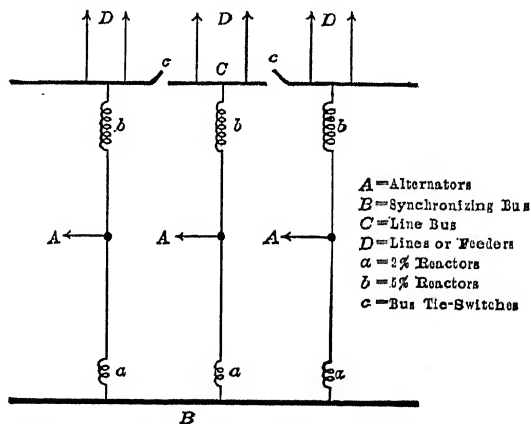 D D D
c C c
b b b
A A A
A=Alternators
B=Synchronizing Bus
C=Line Bus
D=Lines or Feeders
a=2% Reactors
b=5% Reactors
c=Bus Tie-Switches
a a a
B